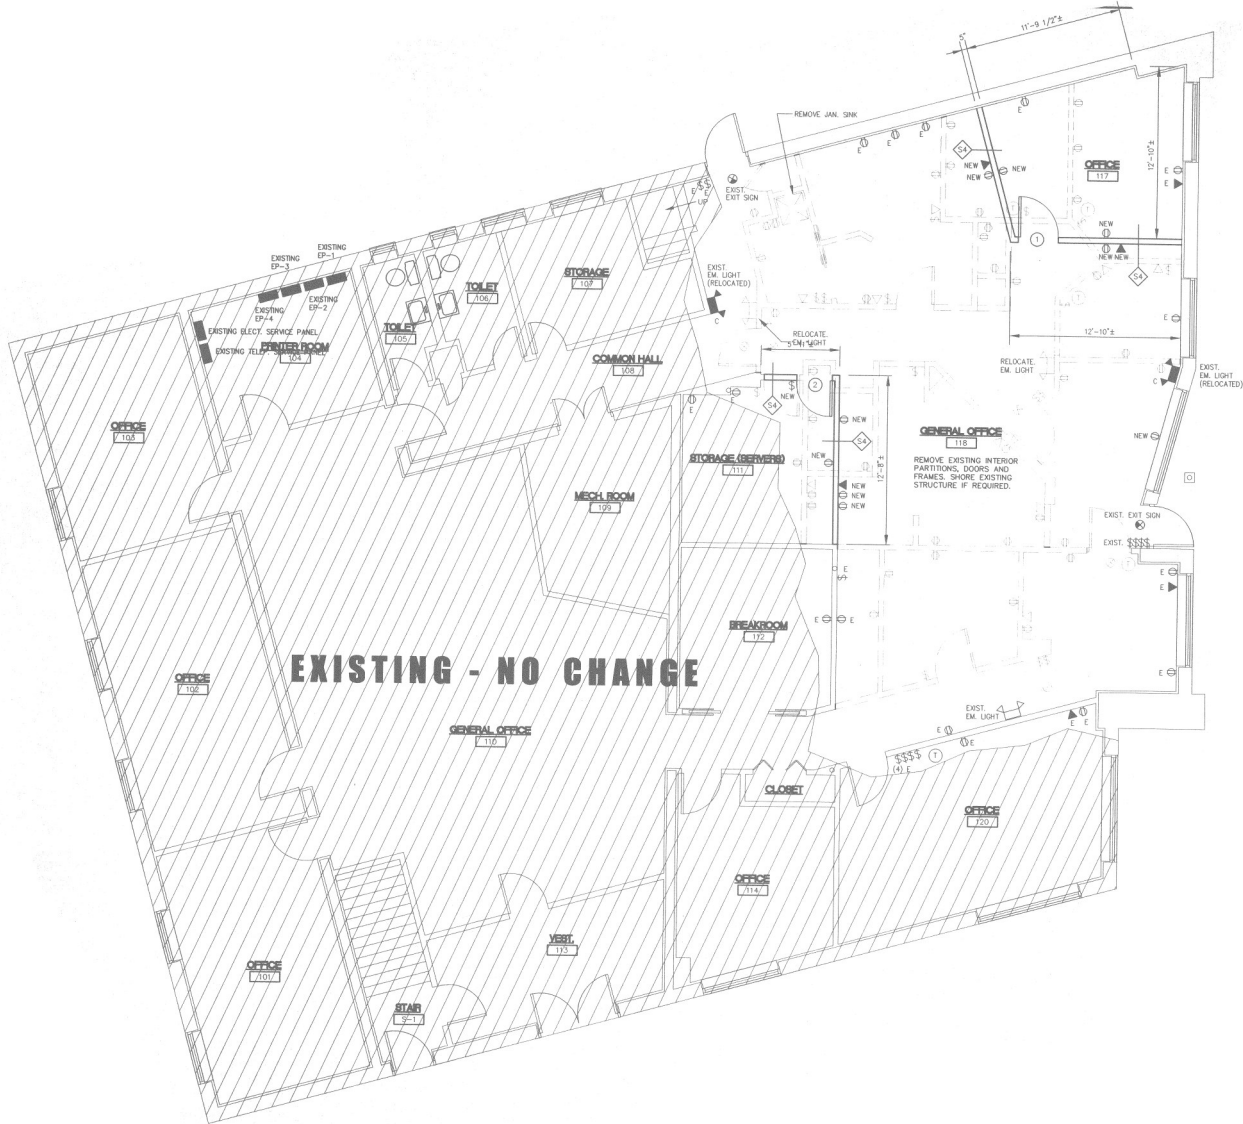 11'-9 1/2"±
5"
REMOVE JAN. SINK
12'-10"±
S4
NEW
NEW
NEW
OFFICE
117
E
E
E
E
E
E
E
EXIST.
EXIT SIGN
E
$$
E
UP
1
NEW
NEW
NEW
S4
EXISTING
EP-1
EXISTING
EP-3
EXISTING
EP-2
EXISTING
EP-4
EXISTING ELECT. SERVICE PANEL
EXISTING TELEP. SERVICE PANEL
PRINTER ROOM
104
TOILET
105
TOILET
106
STORAGE
107
EXIST.
EM. LIGHT
(RELOCATED)
C
RELOCATE
EM. LIGHT
E
12'-10"±
RELOCATE
EM. LIGHT
EXIST.
EM. LIGHT
(RELOCATED)
C
COMMON HALL
108
2
$
NEW
S4
E
E
NEW
S4
12'-8"±
OFFICE
103
GENERAL OFFICE
118
REMOVE EXISTING INTERIOR
PARTITIONS, DOORS AND
FRAMES. SHORE EXISTING
STRUCTURE IF REQUIRED.
NEW
STORAGE (SERVERS)
111
NEW
NEW
NEW
NEW
MECH. ROOM
109
EXIST. EXIT SIGN
EXIST. $$$$
E
E
E
$
BREAKROOM
112
E
E
EXISTING - NO CHANGE
OFFICE
102
E
GENERAL OFFICE
110
EXIST.
EM. LIGHT
E
E
E
E
$$$$
(4) E
T
CLOSET
OFFICE
120
OFFICE
114
VEST.
113
OFFICE
101
STAIR
S-1